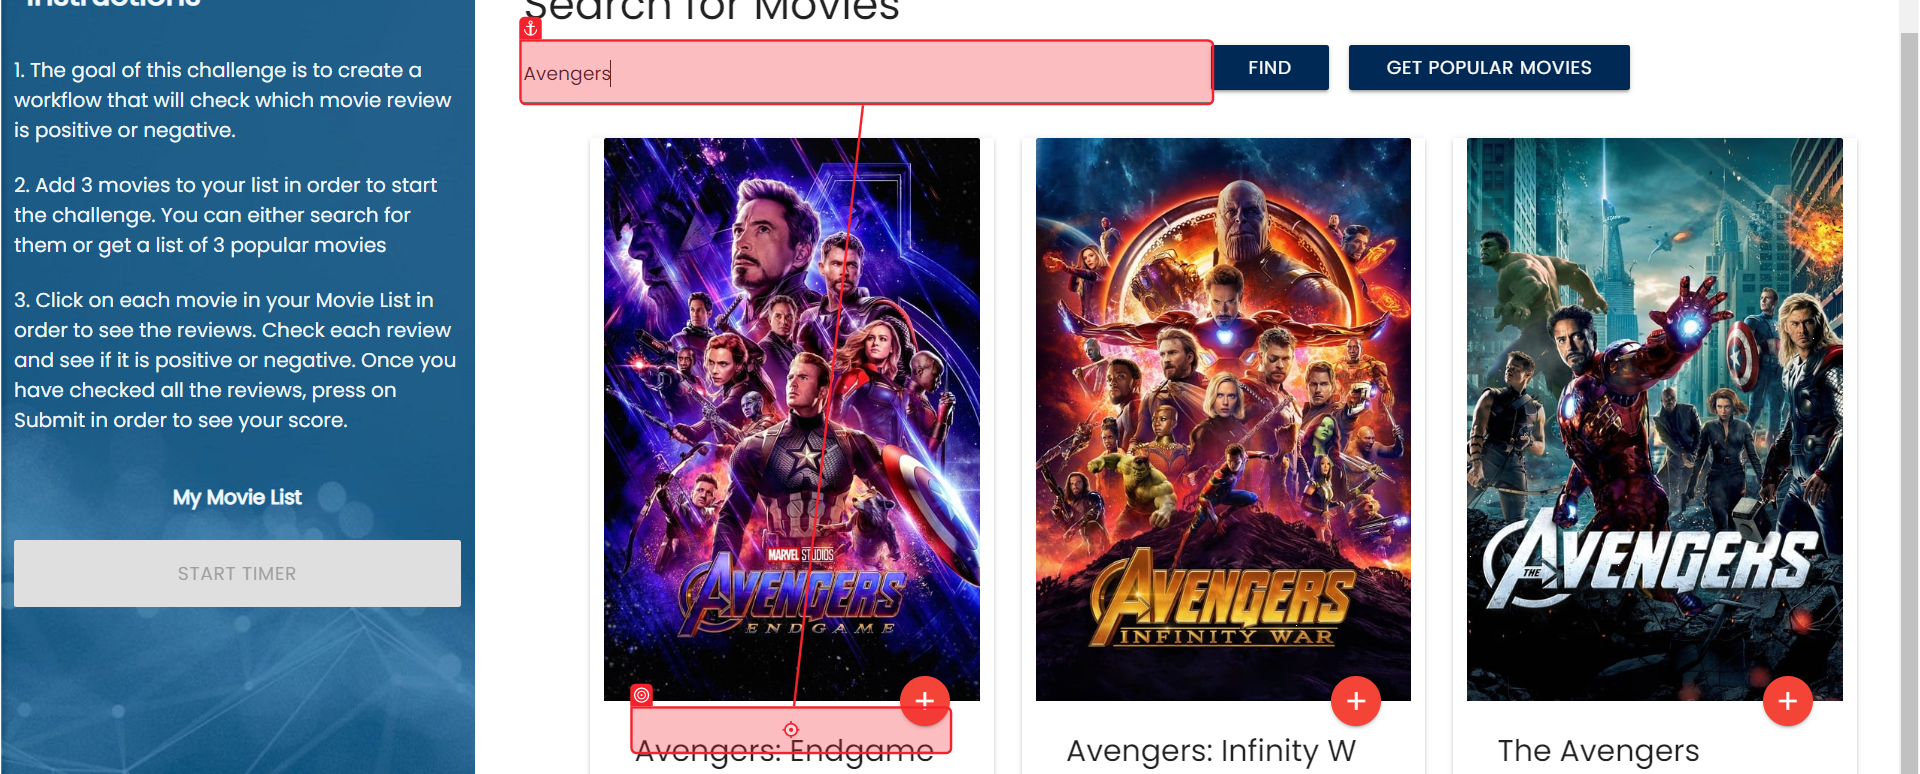 Instructions
1. The goal of this challenge is to create a
workflow that will check which movie review
is positive or negative.
2. Add 3 movies to your list in order to start
the challenge. You can either search for
them or get a list of 3 popular movies
3. Click on each movie in your Movie List in
order to see the reviews. Check each review
and see if it is positive or negative. Once you
have checked all the reviews, press on
Submit in order to see your score.
My Movie List
START TIMER
Search for Movies
Avengers
FIND
GET POPULAR MOVIES
MARVEL STUDIOS
AVENGERS
ENDGAME
Avengers: Endgame
AVENGERS
INFINITY WAR
Avengers: Infinity W
THE AVENGERS
The Avengers